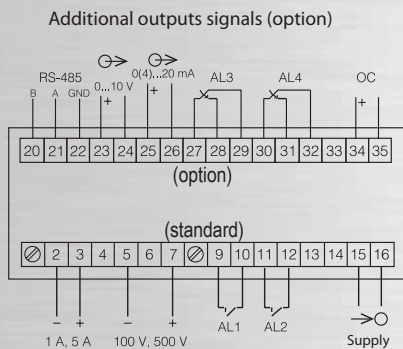 Additional outputs signals (option)
RS-485 0...10 V 0(4)...20 mA AL3 AL4 OC
B A GND + + +
20 21 22 23 24 25 26 27 28 29 30 31 32 33 34 35
(option)
(standard)
2 3 4 5 6 7 9 10 11 12 13 14 15 16
− + − + AL1 AL2
1 A, 5 A 100 V, 500 V Supply